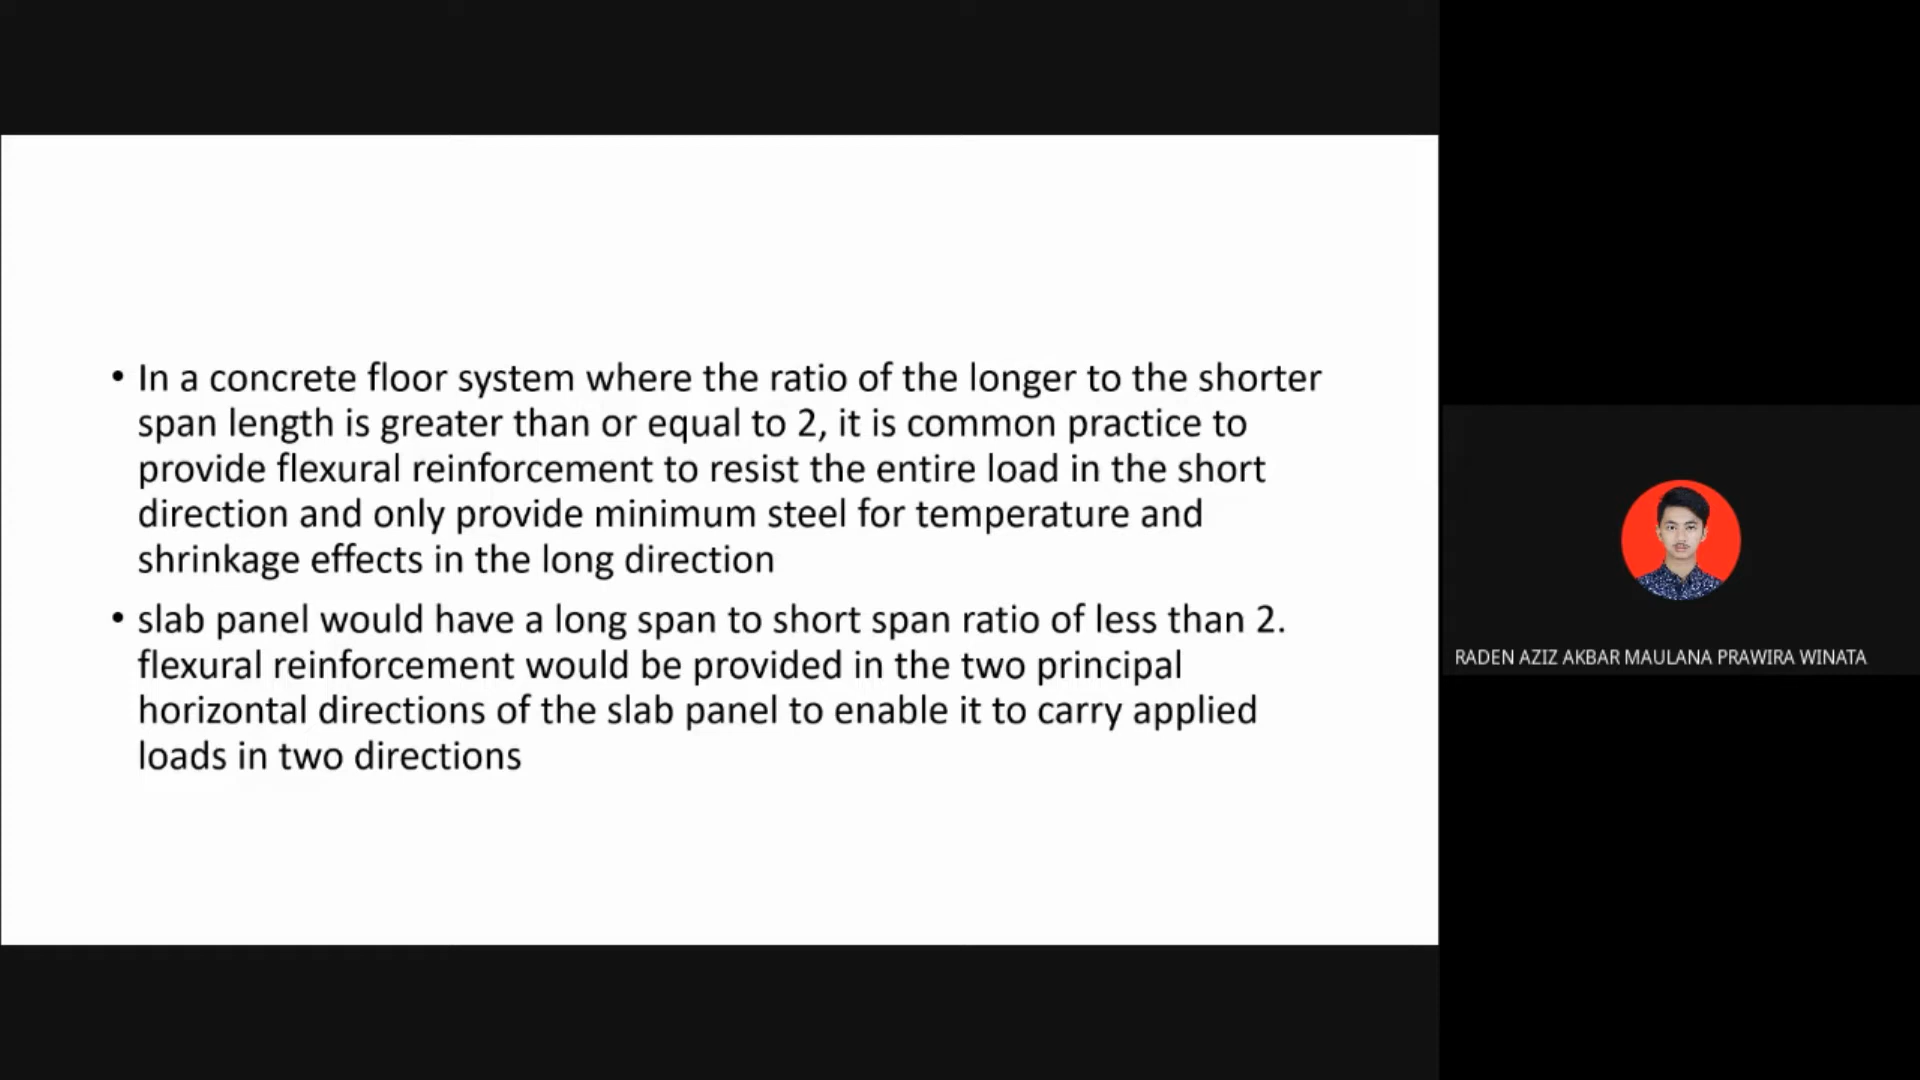 • In a concrete floor system where the ratio of the longer to the shorter
span length is greater than or equal to 2, it is common practice to
provide flexural reinforcement to resist the entire load in the short
direction and only provide minimum steel for temperature and
shrinkage effects in the long direction
• slab panel would have a long span to short span ratio of less than 2.
flexural reinforcement would be provided in the two principal
horizontal directions of the slab panel to enable it to carry applied
loads in two directions
RADEN AZIZ AKBAR MAULANA PRAWIRA WINATA